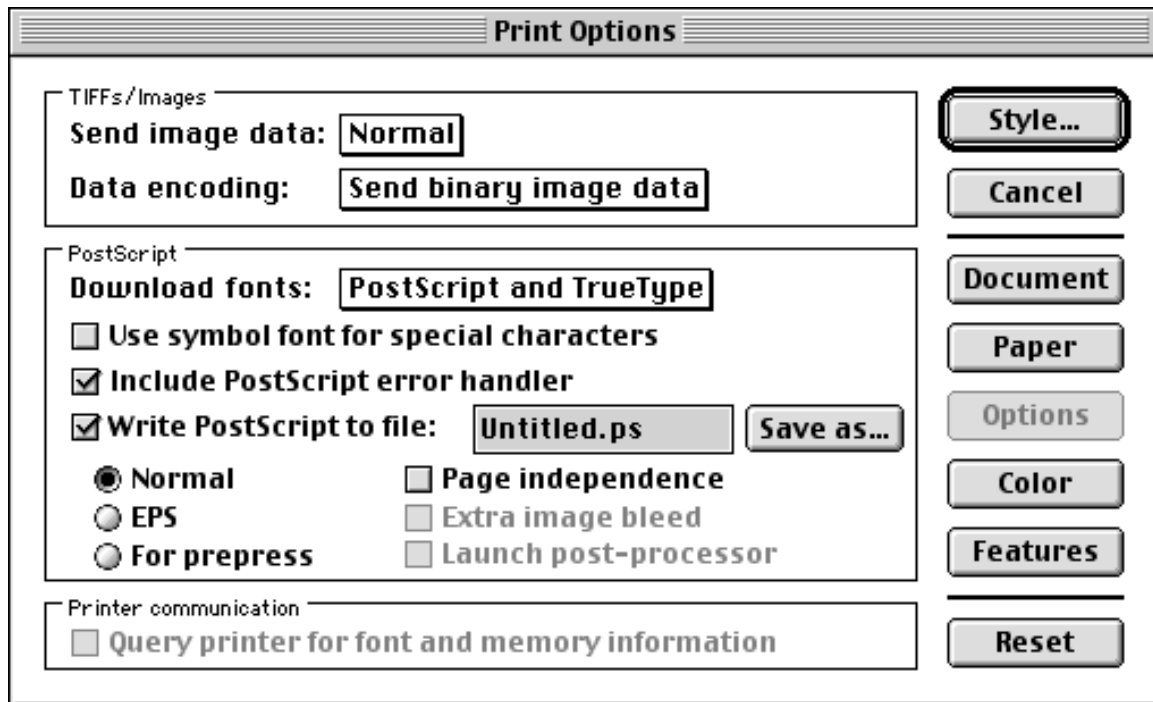 Print Options
TIFFs/Images
Send image data: Normal
Data encoding: Send binary image data
PostScript
Download fonts: PostScript and TrueType
Use symbol font for special characters
Include PostScript error handler
Write PostScript to file: Untitled.ps Save as...
Normal Page independence
EPS Extra image bleed
For prepress Launch post-processor
Printer communication
Query printer for font and memory information
Style...
Cancel
Document
Paper
Options
Color
Features
Reset